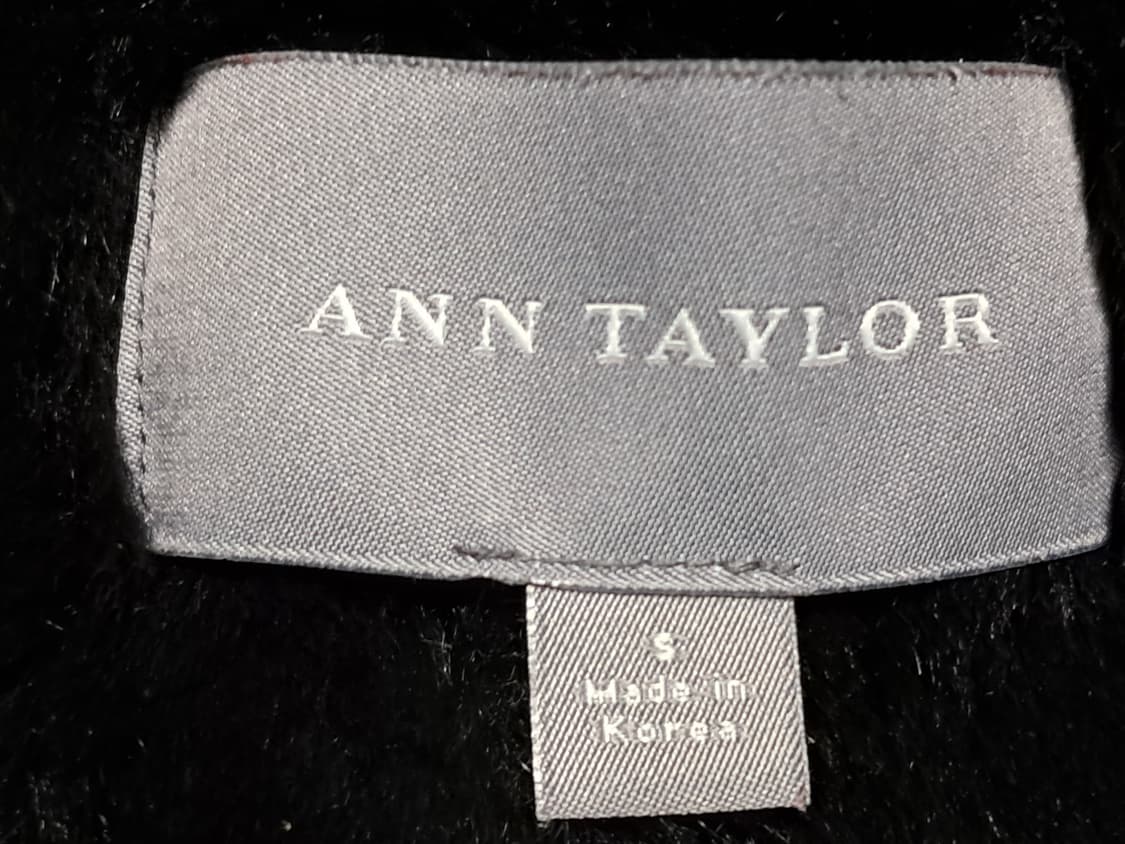 ANN TAYLOR
S
Made in
Korea